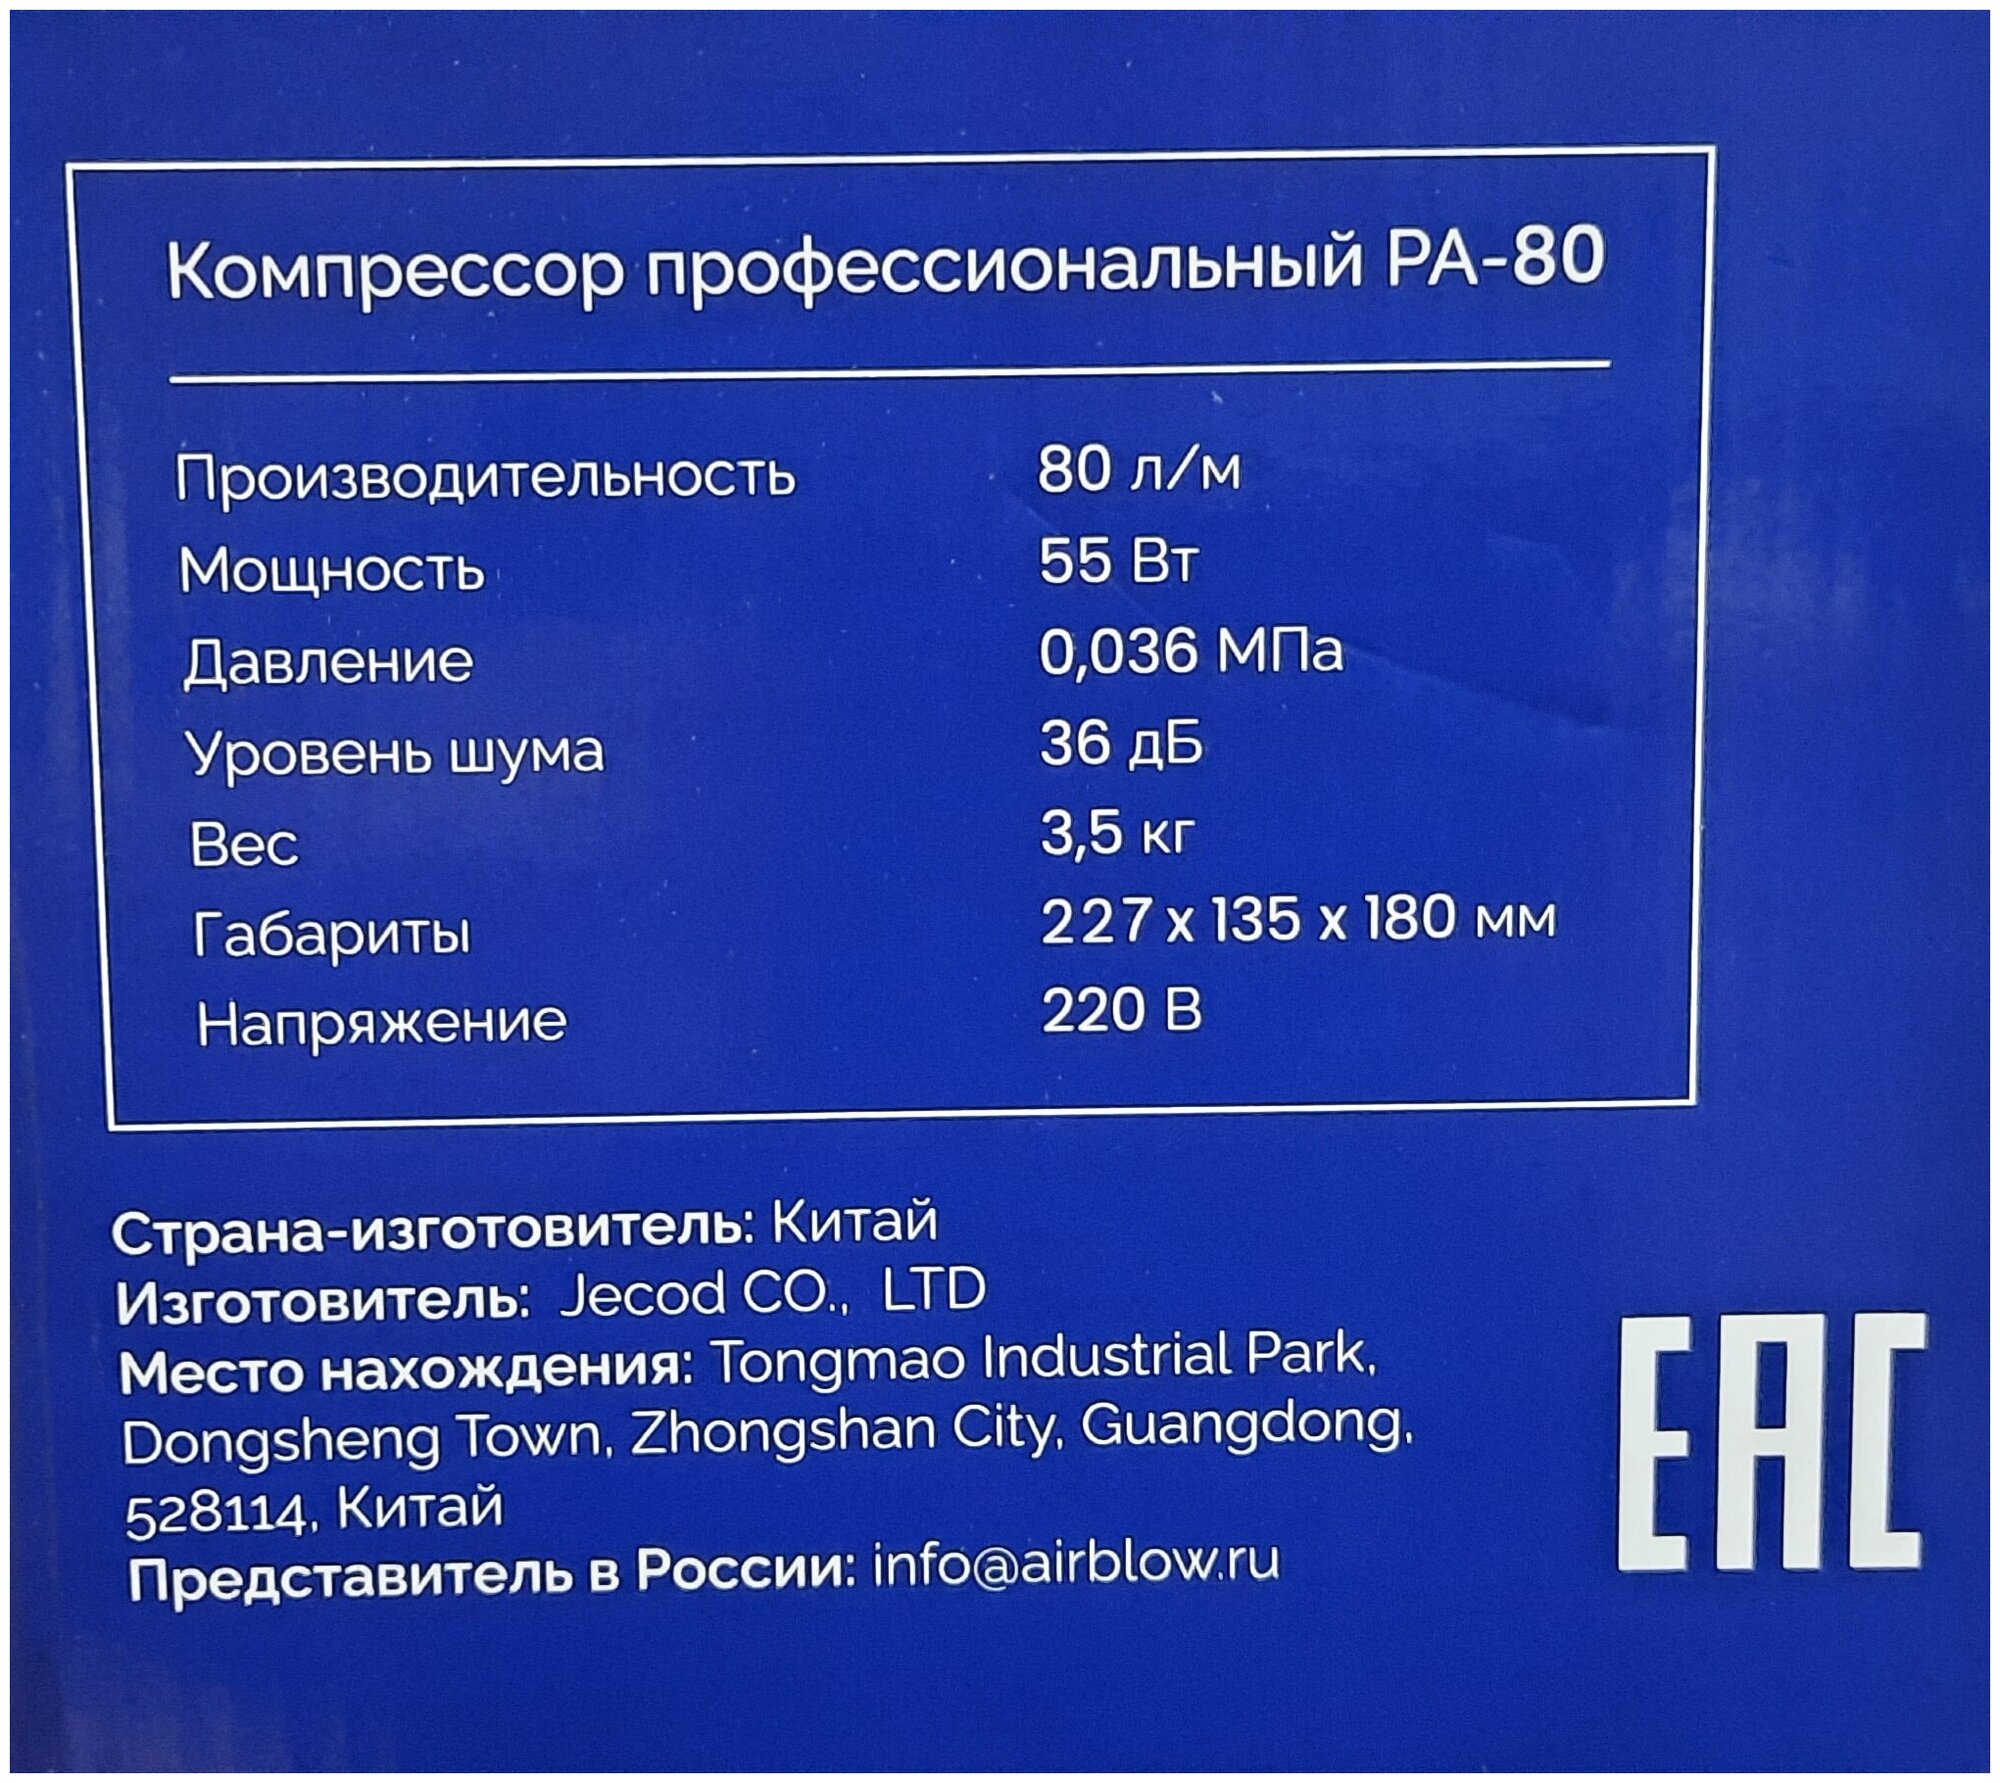 Компрессор профессиональный PA-80
Производительность 80 л/м
Мощность 55 Вт
Давление 0,036 МПа
Уровень шума 36 дБ
Вес 3,5 кг
Габариты 227 x 135 x 180 мм
Напряжение 220 В
Страна-изготовитель: Китай
Изготовитель: Jecod CO., LTD
Место нахождения: Tongmao Industrial Park,
Dongsheng Town, Zhongshan City, Guangdong,
528114, Китай
Представитель в России: info@airblow.ru
EAC